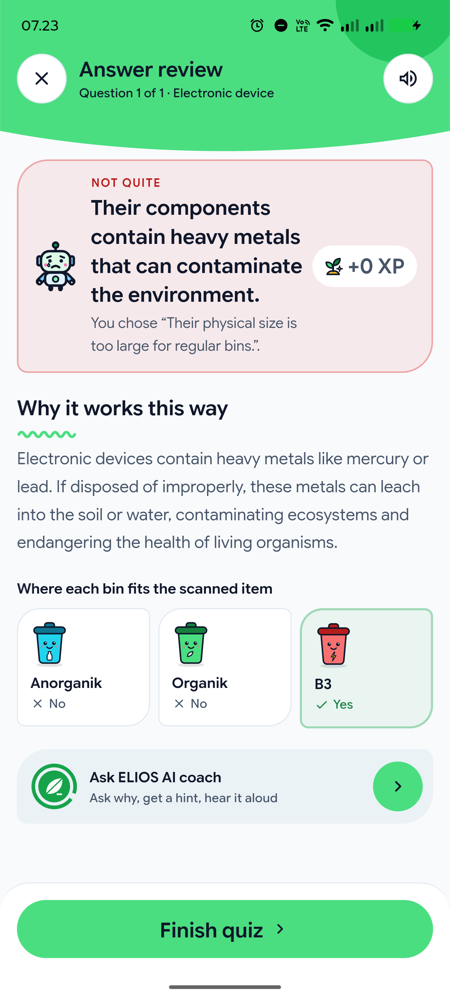 07.23
Vo))
LTE
Answer review
Question 1 of 1 · Electronic device
NOT QUITE
Their components
contain heavy metals
that can contaminate
the environment.
+0 XP
You chose “Their physical size is
too large for regular bins.”.
Why it works this way
Electronic devices contain heavy metals like mercury or
lead. If disposed of improperly, these metals can leach
into the soil or water, contaminating ecosystems and
endangering the health of living organisms.
Where each bin fits the scanned item
Anorganik
No
Organik
No
B3
Yes
Ask ELIOS AI coach
Ask why, get a hint, hear it aloud
Finish quiz